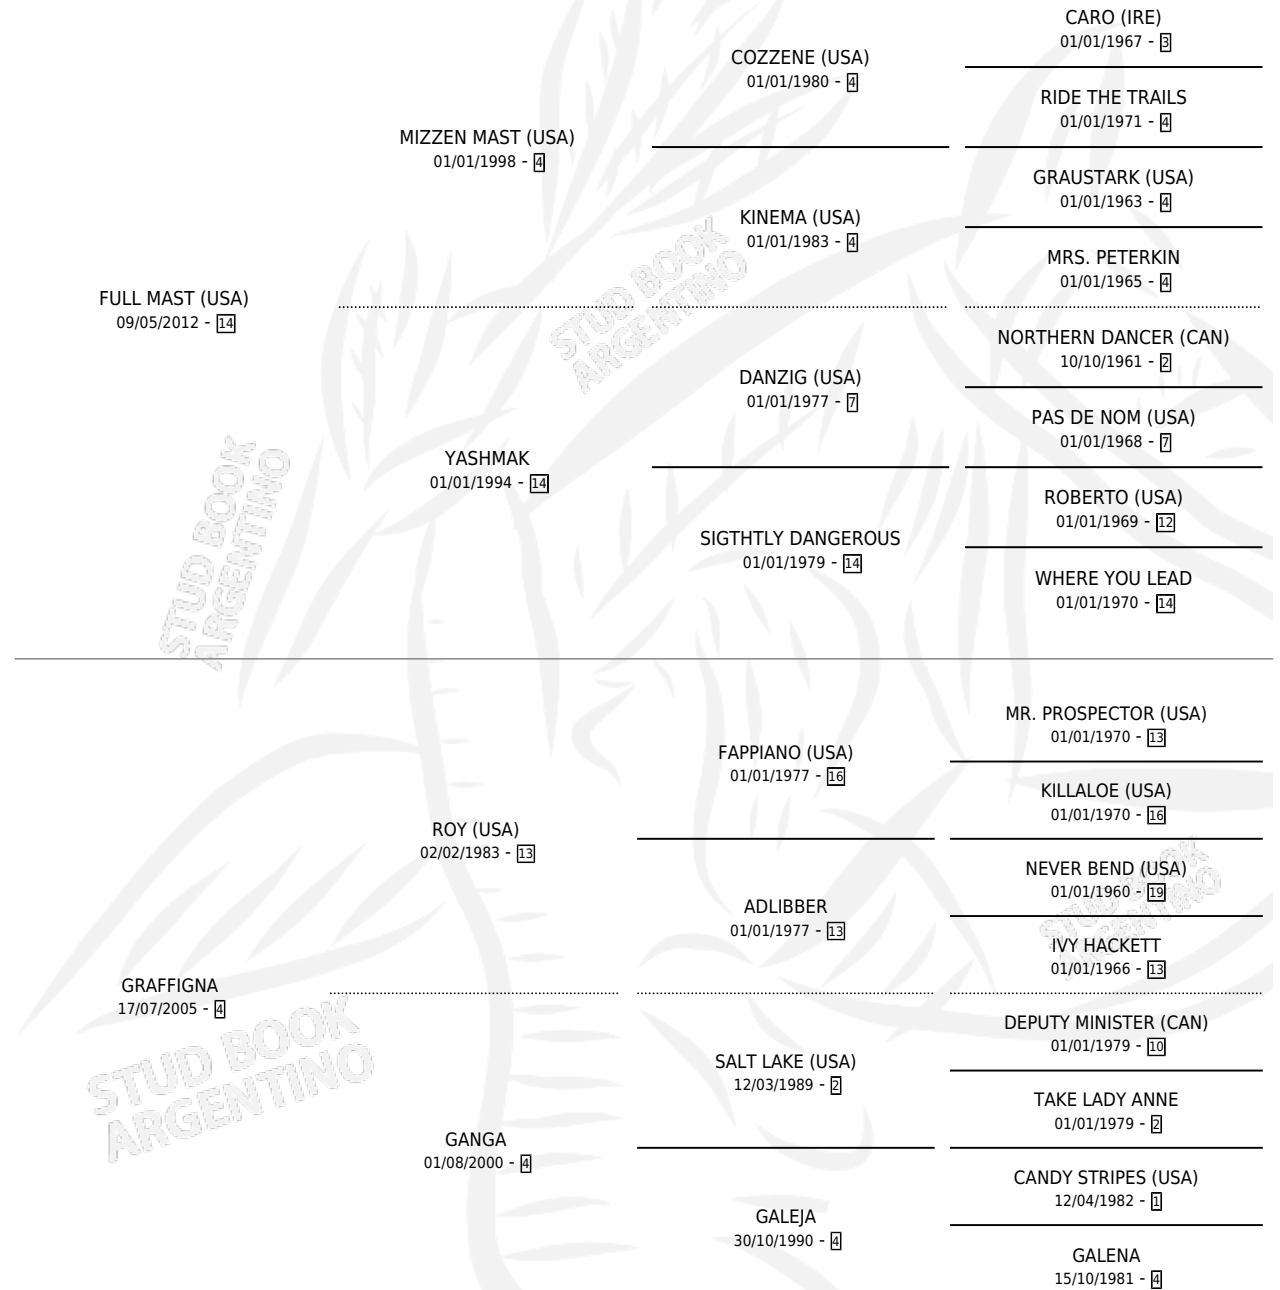 CARO (IRE)
01/01/1967 - 3
COZZENE (USA)
01/01/1980 - 4
RIDE THE TRAILS
01/01/1971 - 4
MIZZEN MAST (USA)
01/01/1998 - 4
GRAUSTARK (USA)
01/01/1963 - 4
KINEMA (USA)
01/01/1983 - 4
MRS. PETERKIN
01/01/1965 - 4
FULL MAST (USA)
09/05/2012 - 14
NORTHERN DANCER (CAN)
10/10/1961 - 2
DANZIG (USA)
01/01/1977 - 7
PAS DE NOM (USA)
01/01/1968 - 7
YASHMAK
01/01/1994 - 14
ROBERTO (USA)
01/01/1969 - 12
SIGTHTLY DANGEROUS
01/01/1979 - 14
WHERE YOU LEAD
01/01/1970 - 14
MR. PROSPECTOR (USA)
01/01/1970 - 13
FAPPIANO (USA)
01/01/1977 - 16
KILLALOE (USA)
01/01/1970 - 16
ROY (USA)
02/02/1983 - 13
NEVER BEND (USA)
01/01/1960 - 19
ADLIBBER
01/01/1977 - 13
IVY HACKETT
01/01/1966 - 13
GRAFFIGNA
17/07/2005 - 4
DEPUTY MINISTER (CAN)
01/01/1979 - 10
SALT LAKE (USA)
12/03/1989 - 2
TAKE LADY ANNE
01/01/1979 - 2
GANGA
01/08/2000 - 4
CANDY STRIPES (USA)
12/04/1982 - 1
GALEJA
30/10/1990 - 4
GALENA
15/10/1981 - 4
STUD BOOK
ARGENTINO
STUD BOOK
ARGENTINO
STUD BOOK
ARGENTINO
STUD BOOK
ARGENTINO